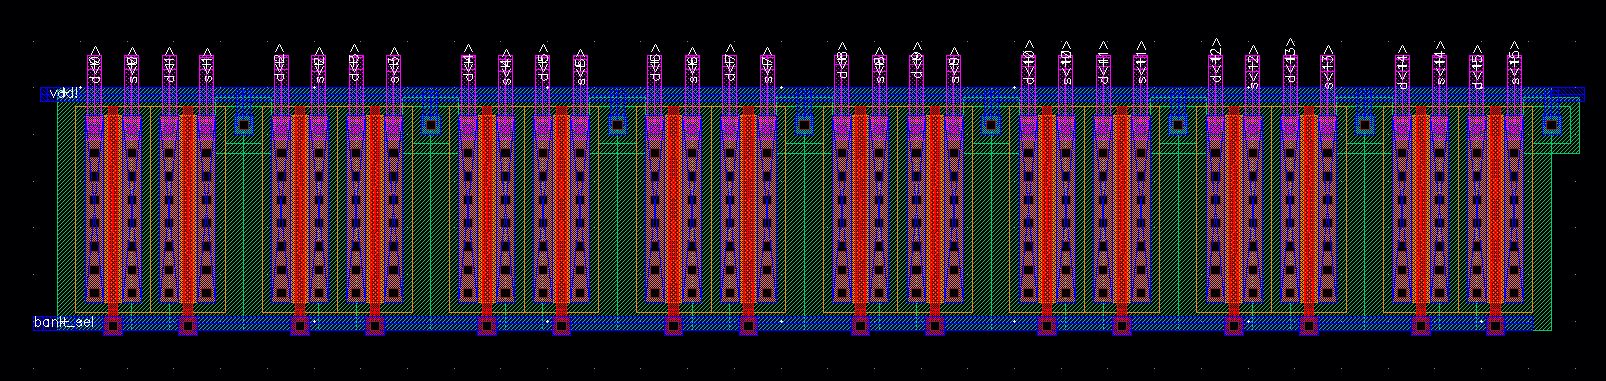 d<0>
s<0>
d<1>
s<1>
d<2>
s<2>
d<3>
s<3>
d<4>
s<4>
d<5>
s<5>
d<6>
s<6>
d<7>
s<7>
d<8>
s<8>
d<9>
s<9>
d<10>
s<10>
d<11>
s<11>
d<12>
s<12>
d<13>
s<13>
d<14>
s<14>
d<15>
s<15>
vdd!
bank_sel